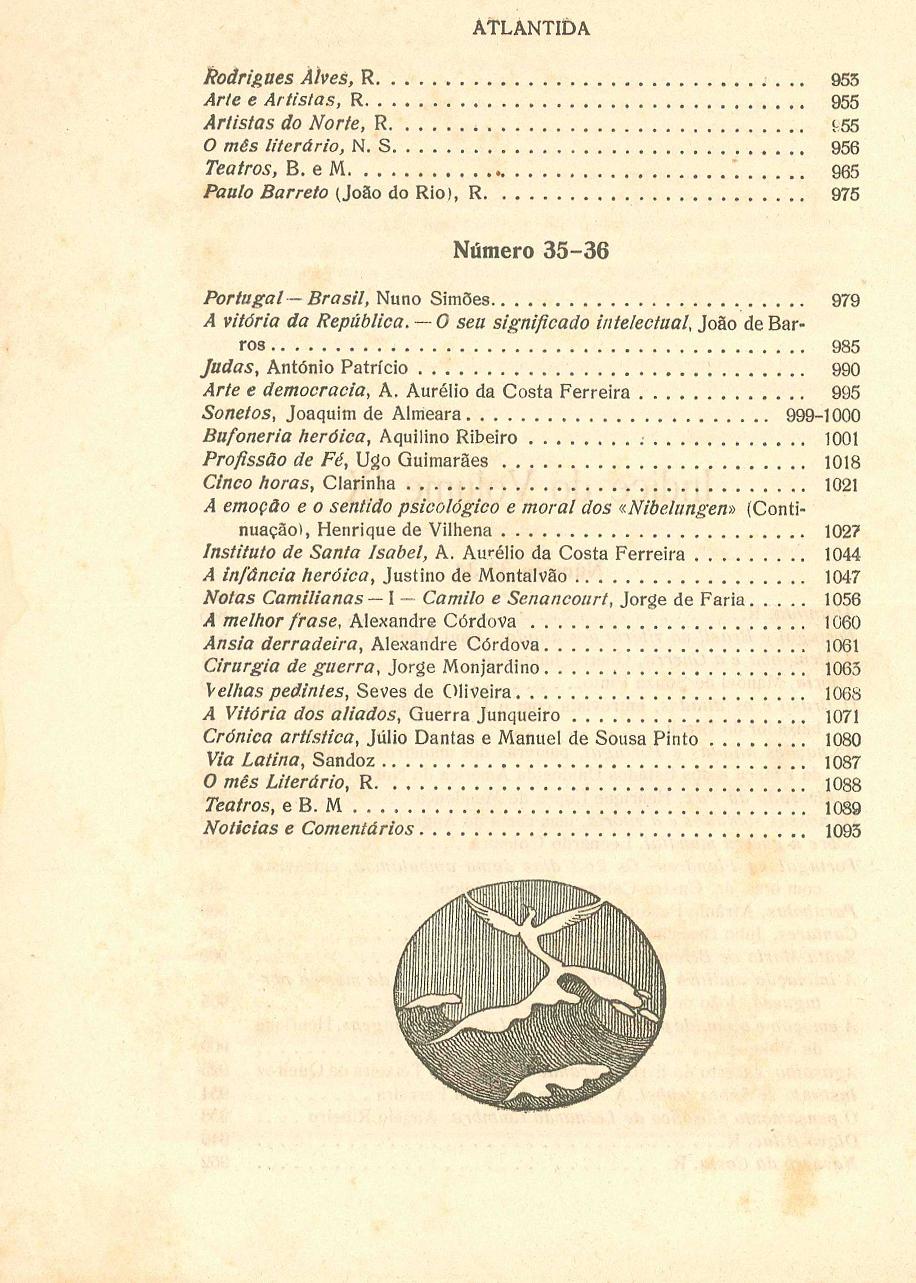 ATLANTIDA
Rodrigues Alves, R. . . . . . . . . . . . . . . . . . . . . . . . . . . . . . . . 953
Arte e Artistas, R. . . . . . . . . . . . . . . . . . . . . . . . . . . . . . . . . 955
Artistas do Norte, R. . . . . . . . . . . . . . . . . . . . . . . . . . . . . . . 955
O mês literário, N. S. . . . . . . . . . . . . . . . . . . . . . . . . . . . . . . 956
Teatros, B. e M. . . . . . . . . . . . . . . . . . . . . . . . . . . . . . . . . . 965
Paulo Barreto (João do Rio), R. . . . . . . . . . . . . . . . . . . . . . . . 975
Número 35-36
Portugal — Brasil, Nuno Simões. . . . . . . . . . . . . . . . . . . . . . . . 979
A vitória da República. — O seu significado intelectual, João de Bar-
ros . . . . . . . . . . . . . . . . . . . . . . . . . . . . . . . . . . . . . . . . 985
Judas, António Patrício . . . . . . . . . . . . . . . . . . . . . . . . . . . . . 990
Arte e democracia, A. Aurélio da Costa Ferreira . . . . . . . . . . . . . 995
Sonetos, Joaquim de Almeara . . . . . . . . . . . . . . . . . . . . . . . 999-1000
Bufoneria heróica, Aquilino Ribeiro . . . . . . . . . . . . . . . . . . . . . 1001
Profissão de Fé, Ugo Guimarães . . . . . . . . . . . . . . . . . . . . . . . 1018
Cinco horas, Clarinha . . . . . . . . . . . . . . . . . . . . . . . . . . . . . . 1021
A emoção e o sentido psicológico e moral dos «Nibelungen» (Conti-
nuação), Henrique de Vilhena . . . . . . . . . . . . . . . . . . . . . . . 1027
Instituto de Santa Isabel, A. Aurélio da Costa Ferreira . . . . . . . . . 1044
A infância heróica, Justino de Montalvão . . . . . . . . . . . . . . . . . . 1047
Notas Camilianas — I — Camilo e Senancourt, Jorge de Faria . . . . . 1056
A melhor frase, Alexandre Córdova . . . . . . . . . . . . . . . . . . . . . 1060
Ansia derradeira, Alexandre Córdova . . . . . . . . . . . . . . . . . . . . 1061
Cirurgia de guerra, Jorge Monjardino . . . . . . . . . . . . . . . . . . . . 1063
Velhas pedintes, Seves de Oliveira . . . . . . . . . . . . . . . . . . . . . . 1068
A Vitória dos aliados, Guerra Junqueiro . . . . . . . . . . . . . . . . . . 1071
Crónica artística, Júlio Dantas e Manuel de Sousa Pinto . . . . . . . . 1080
Via Latina, Sandoz . . . . . . . . . . . . . . . . . . . . . . . . . . . . . . . . 1087
O mês Literário, R. . . . . . . . . . . . . . . . . . . . . . . . . . . . . . . . 1088
Teatros, e B. M . . . . . . . . . . . . . . . . . . . . . . . . . . . . . . . . . . 1089
Noticias e Comentários . . . . . . . . . . . . . . . . . . . . . . . . . . . . . 1093